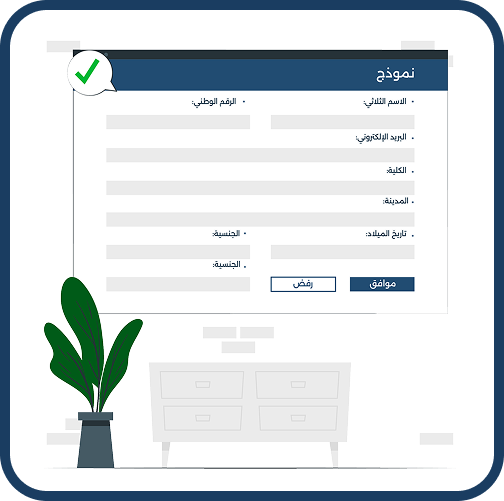 نموذج
• الاسم الثلاثي: • الرقم الوطني:
• البريد الإلكتروني:
• الكلية:
• المدينة:
• تاريخ الميلاد: • الجنسية:
• الجنسية:
موافق رفض